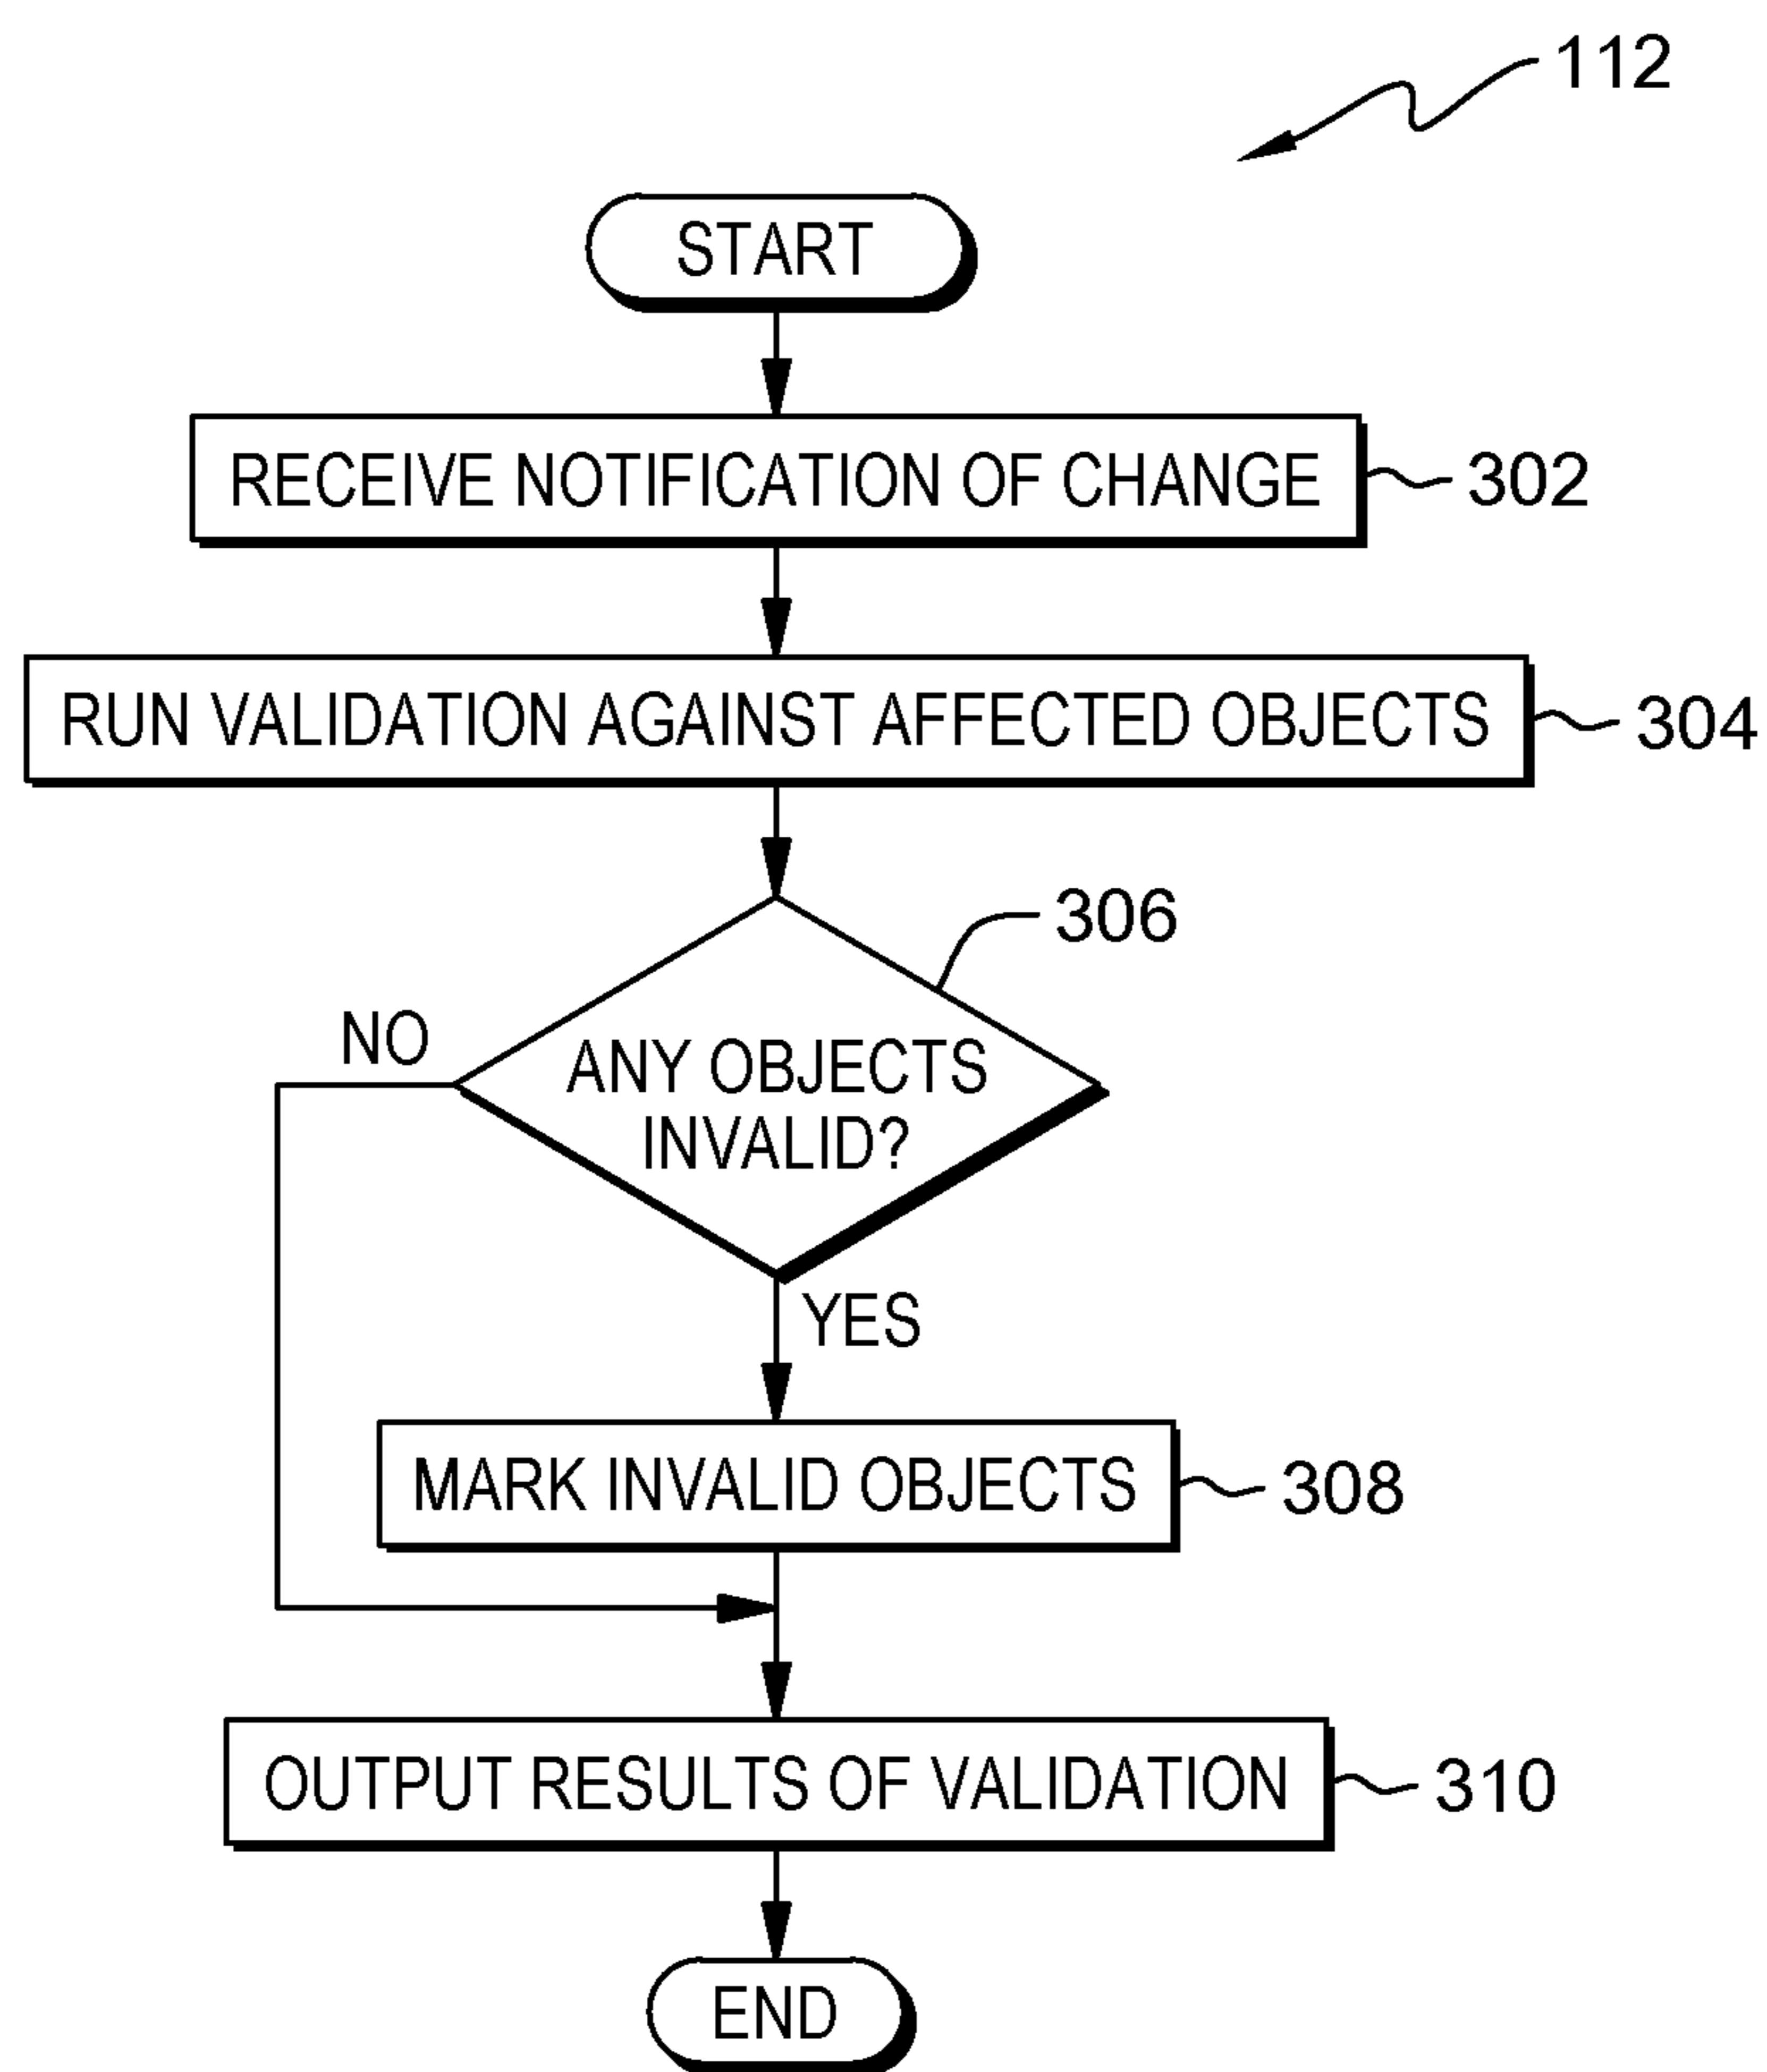 112
START
RECEIVE NOTIFICATION OF CHANGE
302
RUN VALIDATION AGAINST AFFECTED OBJECTS
304
306
NO
ANY OBJECTS
INVALID?
YES
MARK INVALID OBJECTS
308
OUTPUT RESULTS OF VALIDATION
310
END